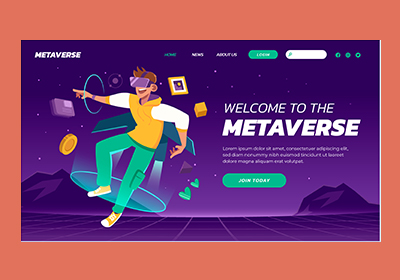 METAVERSE
HOME NEWS ABOUT US LOGIN
WELCOME TO THE
METAVERSE
Lorem ipsum dolor sit amet, consectetuer
adipiscing elit, sed diam nonummy nibh
euismod tincidunt ut laoreet dolore
magna aliquam erat volutpat.
JOIN TODAY